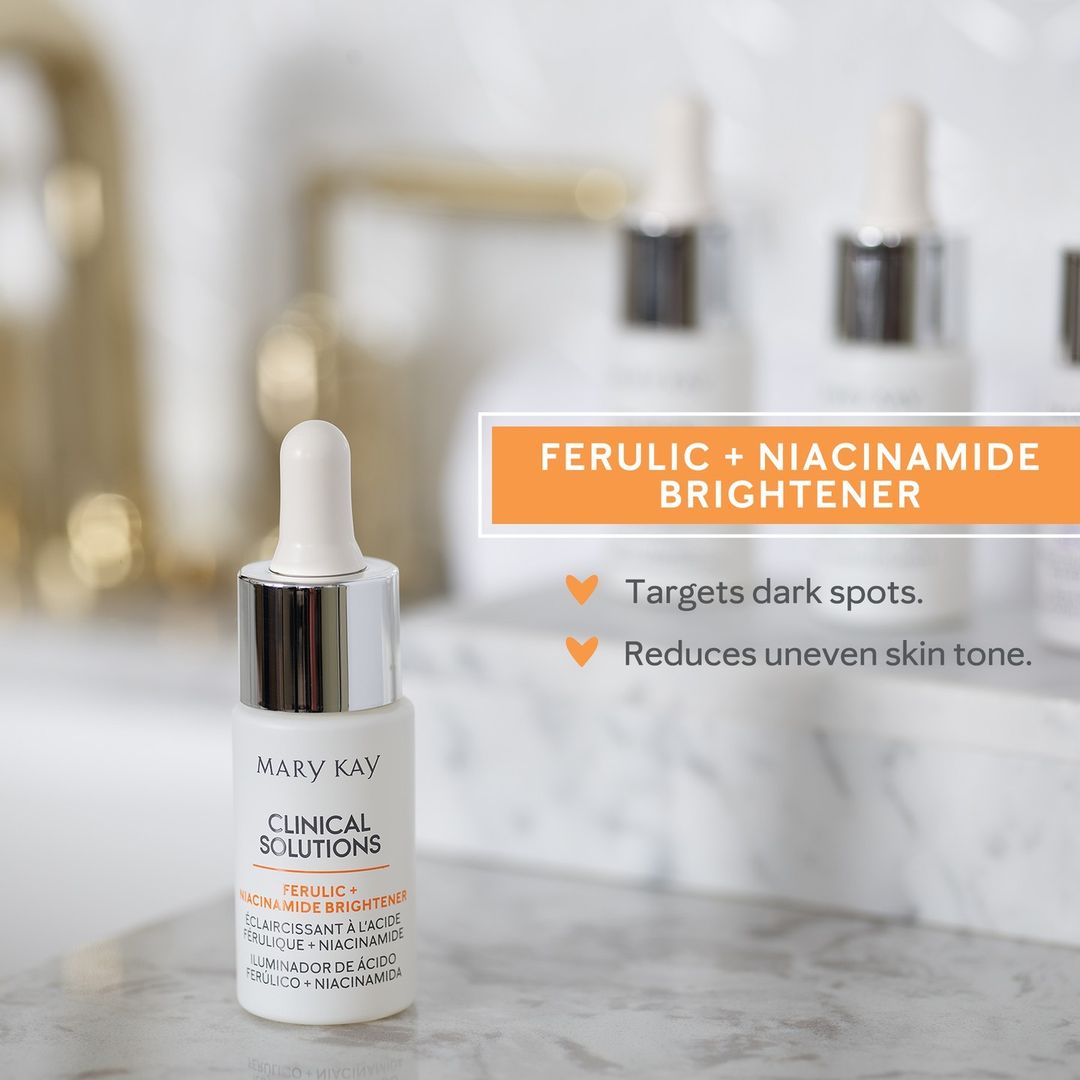 FERULIC + NIACINAMIDE
BRIGHTENER
Targets dark spots.
Reduces uneven skin tone.
MARY KAY
CLINICAL
SOLUTIONS
FERULIC +
NIACINAMIDE BRIGHTENER
ÉCLAIRCISSANT À L'ACIDE
FÉRULIQUE + NIACINAMIDE
ILUMINADOR DE ÁCIDO
FERÚLICO + NIACINAMIDA